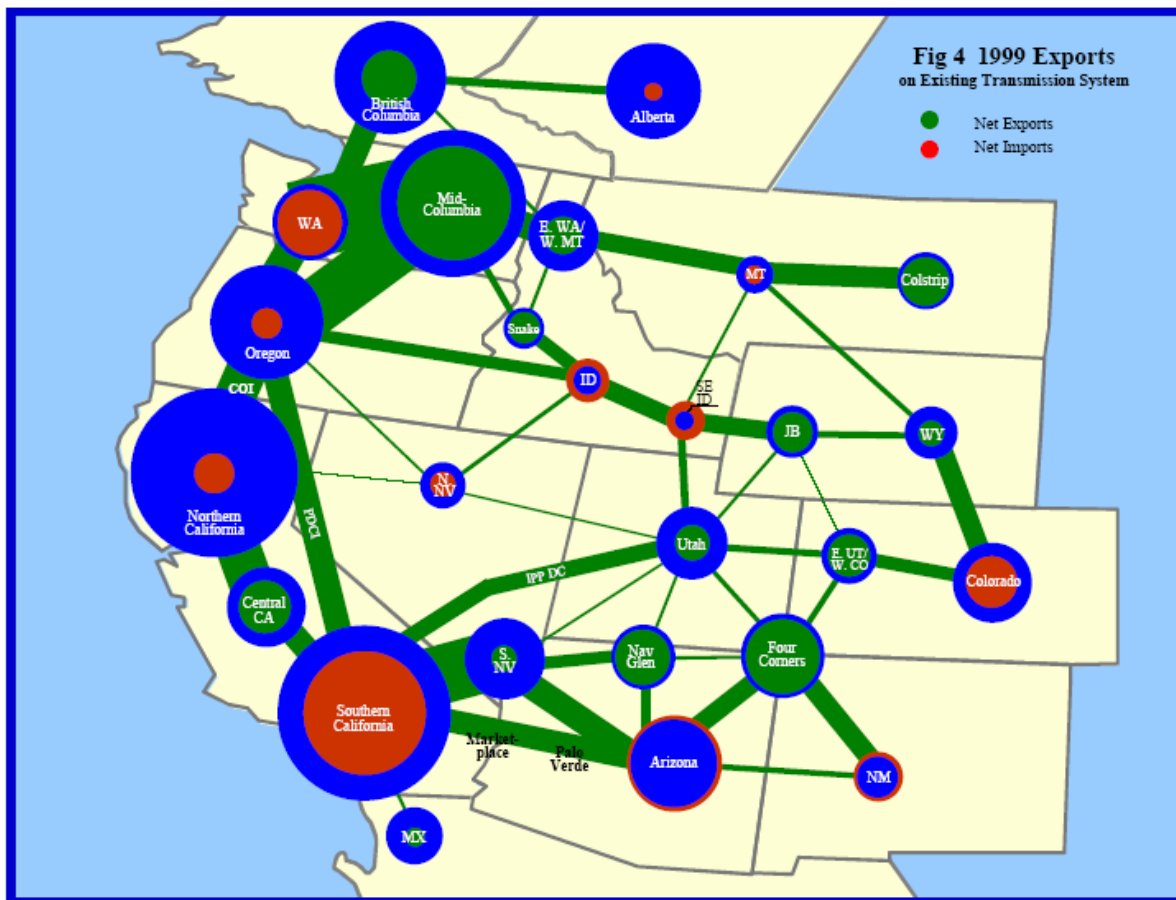 Fig 4 1999 Exports
on Existing Transmission System
Net Exports
Net Imports
British
Columbia
Alberta
Mid-
Columbia
WA
E. WA/
W. MT
MT
Colstrip
Snake
Oregon
ID
SE
ID
COI
JB
WY
N.
NV
Northern
California
PDCI
Utah
E. UT/
W. CO
Colorado
IPP DC
Central
CA
S.
NV
Nav
Glen
Four
Corners
Southern
California
Market-
place
Palo
Verde
Arizona
NM
MX